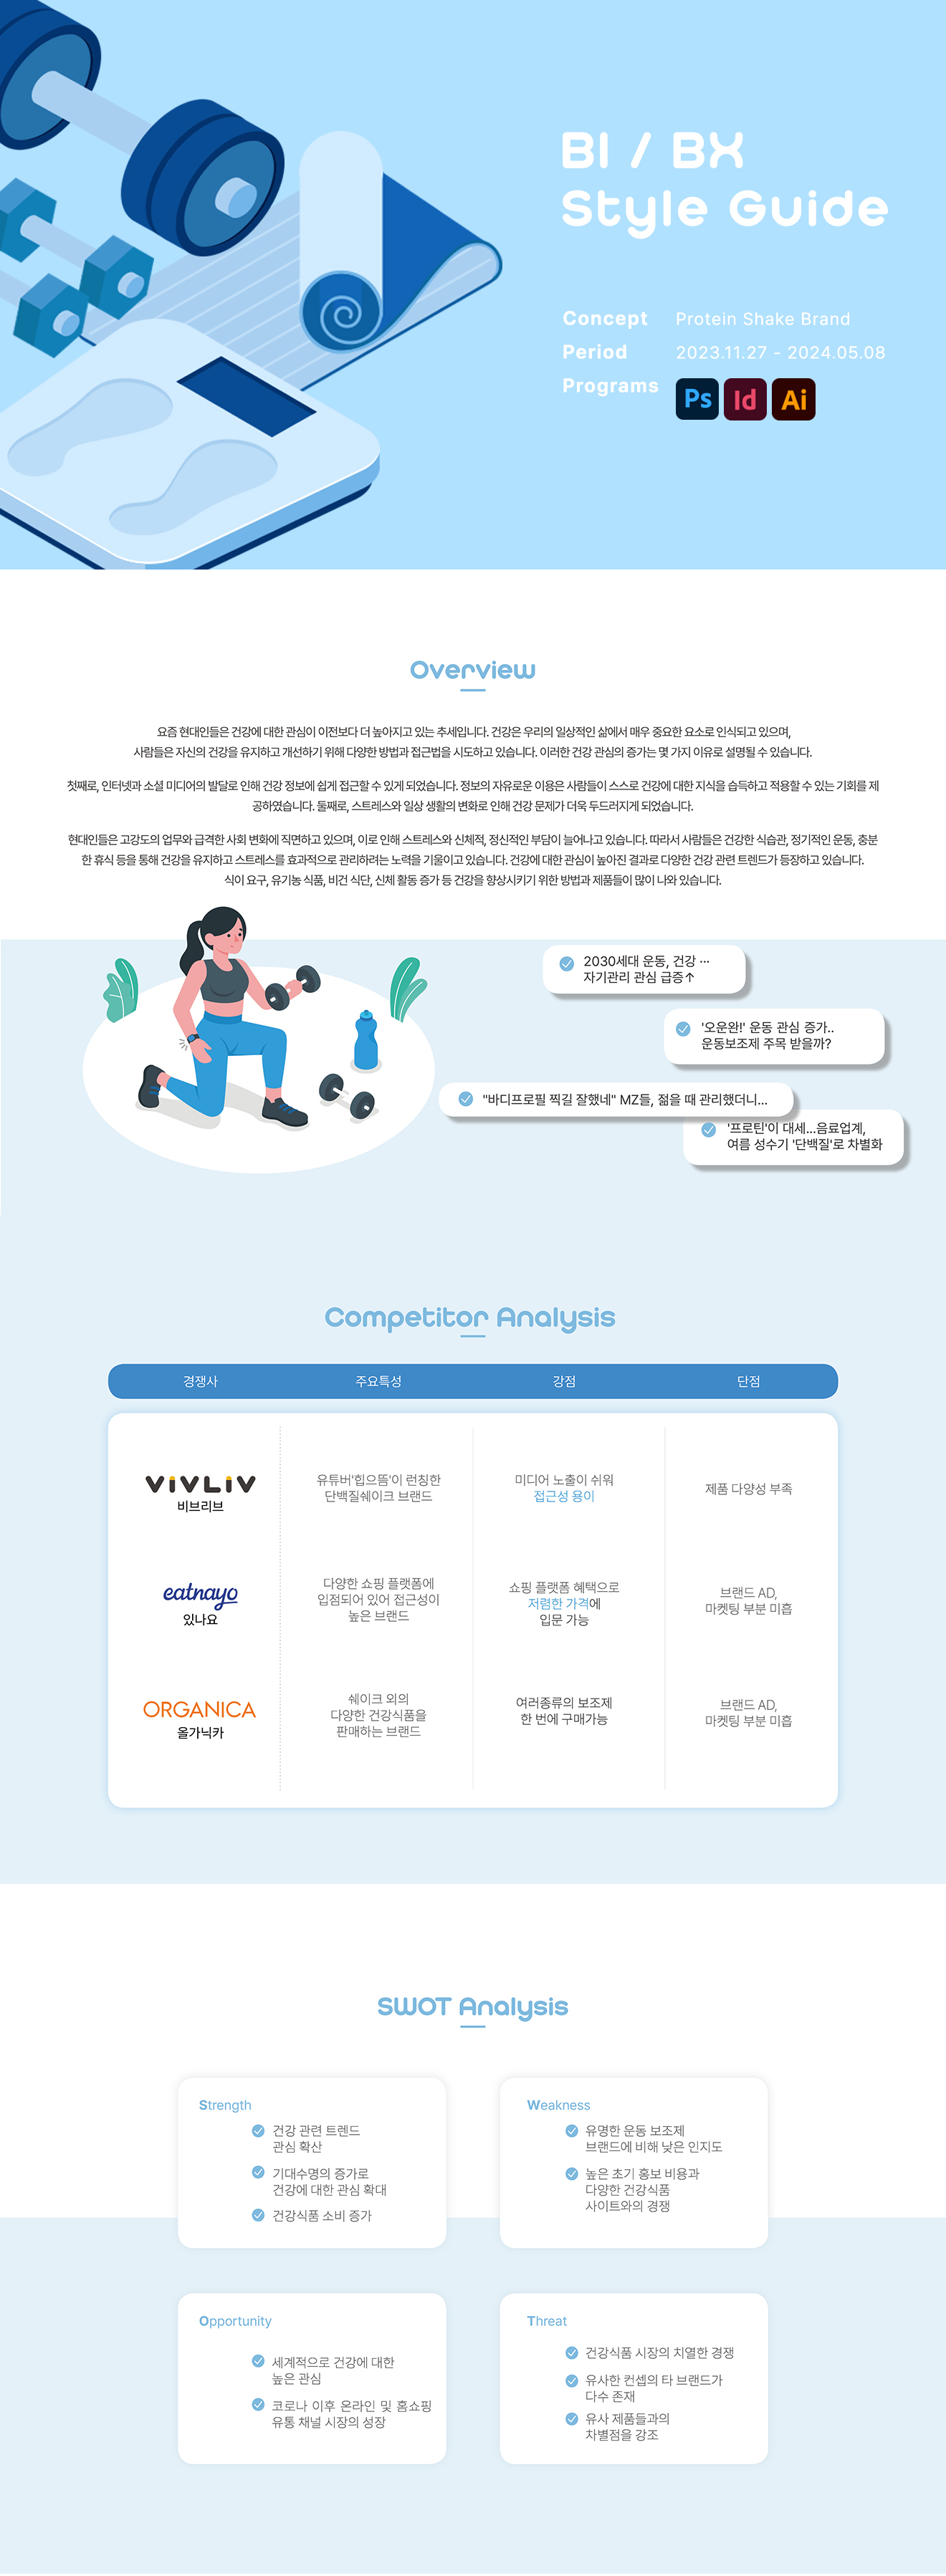 BI / BX
Style Guide
Concept Protein Shake Brand
Period 2023.11.27 - 2024.05.08
Programs Ps Id Ai
Overview
요즘 현대인들은 건강에 대한 관심이 이전보다 더 높아지고 있는 추세입니다. 건강은 우리의 일상적인 삶에서 매우 중요한 요소로 인식되고 있으며,
사람들은 자신의 건강을 유지하고 개선하기 위해 다양한 방법과 접근법을 시도하고 있습니다. 이러한 건강 관심의 증가는 몇 가지 이유로 설명될 수 있습니다.
첫째로, 인터넷과 소셜 미디어의 발달로 인해 건강 정보에 쉽게 접근할 수 있게 되었습니다. 정보의 자유로운 이용은 사람들이 스스로 건강에 대한 지식을 습득하고 적용할 수 있는 기회를 제
공하였습니다. 둘째로, 스트레스와 일상 생활의 변화로 인해 건강 문제가 더욱 두드러지게 되었습니다.
현대인들은 고강도의 업무와 급격한 사회 변화에 직면하고 있으며, 이로 인해 스트레스와 신체적, 정신적인 부담이 늘어나고 있습니다. 따라서 사람들은 건강한 식습관, 정기적인 운동, 충분
한 휴식 등을 통해 건강을 유지하고 스트레스를 효과적으로 관리하려는 노력을 기울이고 있습니다. 건강에 대한 관심이 높아진 결과로 다양한 건강 관련 트렌드가 등장하고 있습니다.
식이 요구, 유기농 식품, 비건 식단, 신체 활동 증가 등 건강을 향상시키기 위한 방법과 제품들이 많이 나와 있습니다.
2030세대 운동, 건강 ···
자기관리 관심 급증↑
'오운완!' 운동 관심 증가..
운동보조제 주목 받을까?
"바디프로필 찍길 잘했네" MZ들, 젊을 때 관리했더니...
'프로틴'이 대세...음료업계,
여름 성수기 '단백질'로 차별화
Competitor Analysis
경쟁사 주요특성 강점 단점
VIVLIV
비브리브
유튜버'힙으뜸'이 런칭한
단백질쉐이크 브랜드
미디어 노출이 쉬워
접근성 용이
제품 다양성 부족
eatnayo
있나요
다양한 쇼핑 플랫폼에
입점되어 있어 접근성이
높은 브랜드
쇼핑 플랫폼 혜택으로
저렴한 가격에
입문 가능
브랜드 AD,
마켓팅 부분 미흡
ORGANICA
올가닉카
쉐이크 외의
다양한 건강식품을
판매하는 브랜드
여러종류의 보조제
한 번에 구매가능
브랜드 AD,
마켓팅 부분 미흡
SWOT Analysis
Strength
건강 관련 트렌드
관심 확산
기대수명의 증가로
건강에 대한 관심 확대
건강식품 소비 증가
Weakness
유명한 운동 보조제
브랜드에 비해 낮은 인지도
높은 초기 홍보 비용과
다양한 건강식품
사이트와의 경쟁
Opportunity
세계적으로 건강에 대한
높은 관심
코로나 이후 온라인 및 홈쇼핑
유통 채널 시장의 성장
Threat
건강식품 시장의 치열한 경쟁
유사한 컨셉의 타 브랜드가
다수 존재
유사 제품들과의
차별점을 강조